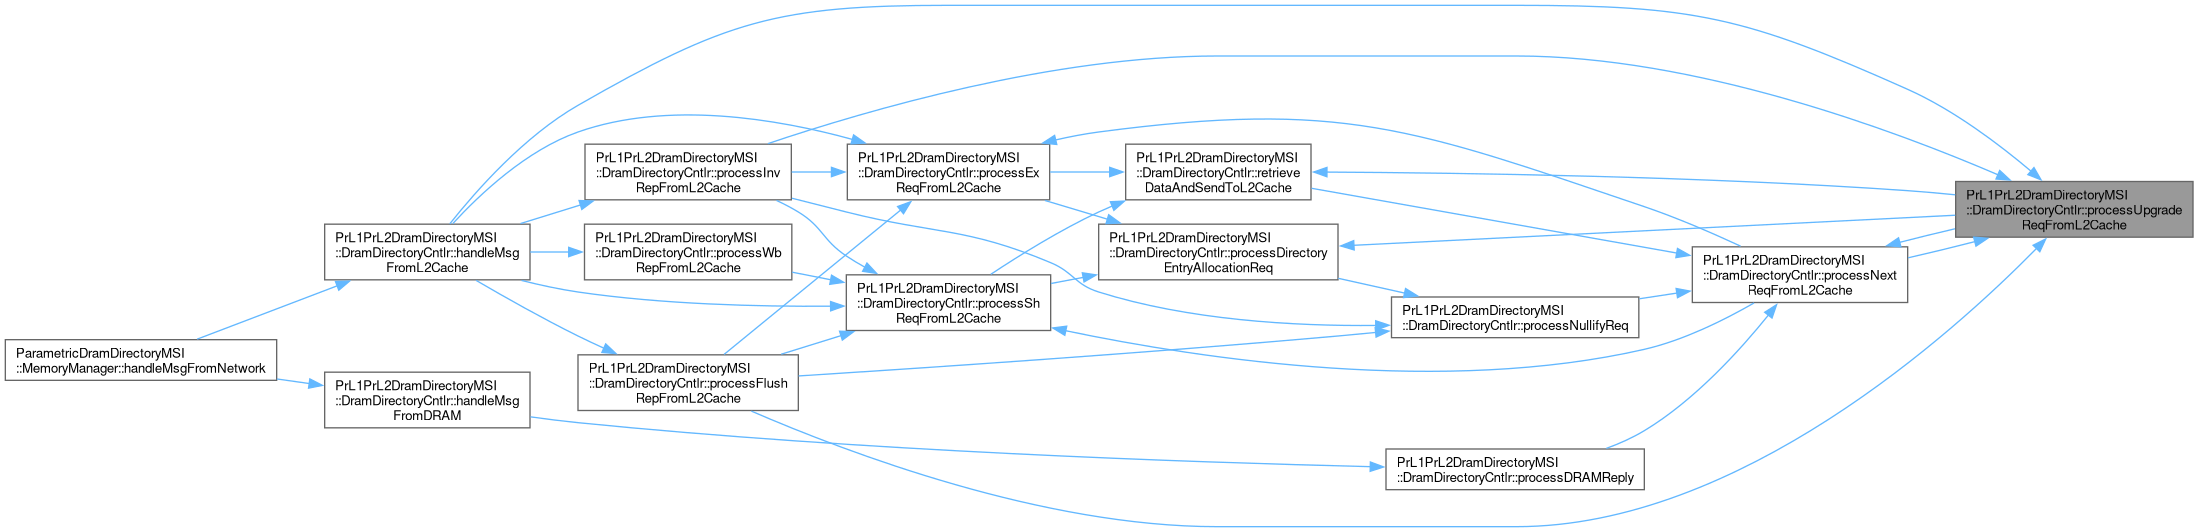 PrL1PrL2DramDirectoryMSI
::DramDirectoryCntlr::processUpgrade
ReqFromL2Cache
PrL1PrL2DramDirectoryMSI
::DramDirectoryCntlr::handleMsg
FromL2Cache
ParametricDramDirectoryMSI
::MemoryManager::handleMsgFromNetwork
PrL1PrL2DramDirectoryMSI
::DramDirectoryCntlr::handleMsg
FromDRAM
PrL1PrL2DramDirectoryMSI
::DramDirectoryCntlr::processInv
RepFromL2Cache
PrL1PrL2DramDirectoryMSI
::DramDirectoryCntlr::processWb
RepFromL2Cache
PrL1PrL2DramDirectoryMSI
::DramDirectoryCntlr::processFlush
RepFromL2Cache
PrL1PrL2DramDirectoryMSI
::DramDirectoryCntlr::processEx
ReqFromL2Cache
PrL1PrL2DramDirectoryMSI
::DramDirectoryCntlr::processSh
ReqFromL2Cache
PrL1PrL2DramDirectoryMSI
::DramDirectoryCntlr::retrieve
DataAndSendToL2Cache
PrL1PrL2DramDirectoryMSI
::DramDirectoryCntlr::processDirectory
EntryAllocationReq
PrL1PrL2DramDirectoryMSI
::DramDirectoryCntlr::processNullifyReq
PrL1PrL2DramDirectoryMSI
::DramDirectoryCntlr::processNext
ReqFromL2Cache
PrL1PrL2DramDirectoryMSI
::DramDirectoryCntlr::processDRAMReply